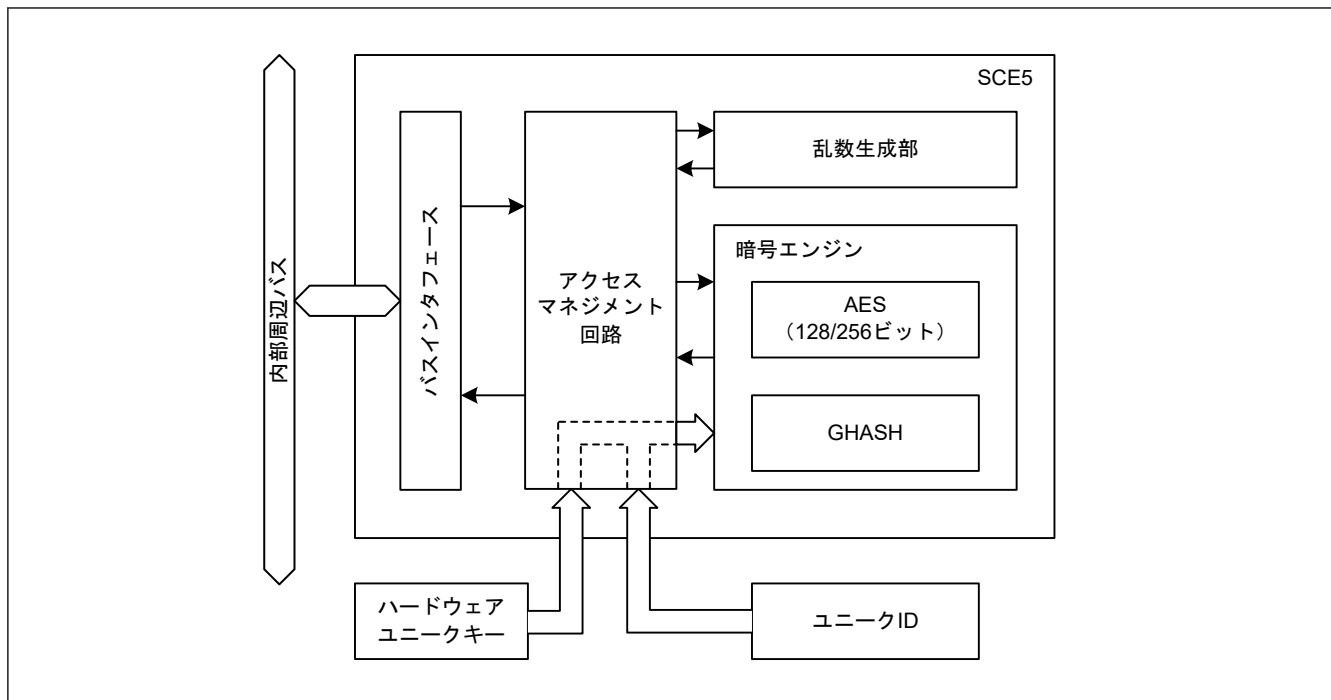 SCE5
乱数生成部
内部周辺バス
バスインタフェース
アクセス
マネジメント
回路
暗号エンジン
AES
（128/256ビット）
GHASH
ハードウェア
ユニークキー
ユニークID